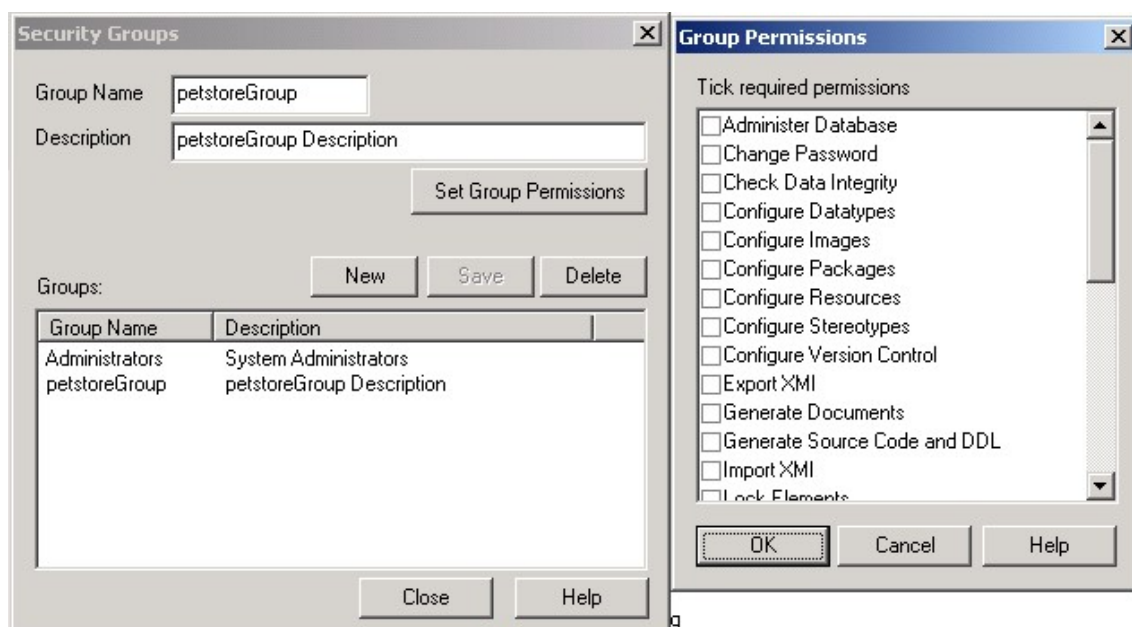 Security Groups
Group Name petstoreGroup
Description petstoreGroup Description
Set Group Permissions
New Save Delete
Groups:
Group Name Description
Administrators System Administrators
petstoreGroup petstoreGroup Description
Close Help
Group Permissions
Tick required permissions
Administer Database
Change Password
Check Data Integrity
Configure Datatypes
Configure Images
Configure Packages
Configure Resources
Configure Stereotypes
Configure Version Control
Export XMI
Generate Documents
Generate Source Code and DDL
Import XMI
Lock Elements
OK Cancel Help
g